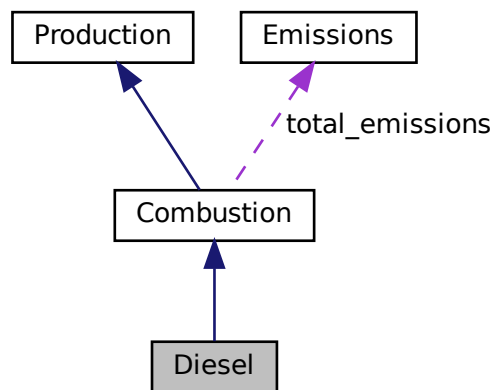 Production
Emissions
total_emissions
Combustion
Diesel